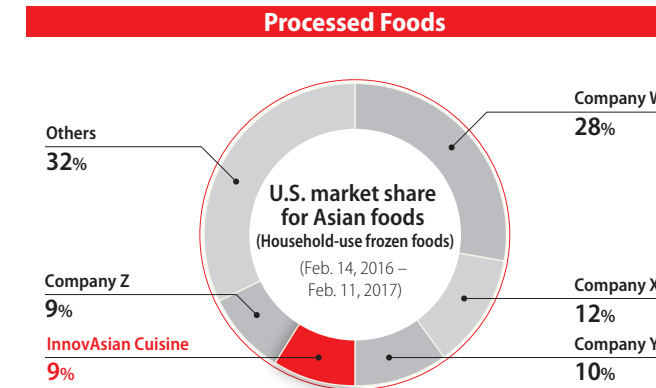 Processed Foods
Company W
28%
Others
32%
U.S. market share
for Asian foods
(Household-use frozen foods)
(Feb. 14, 2016 –
Feb. 11, 2017)
Company Z
9%
Company X
12%
InnovAsian Cuisine
9%
Company Y
10%